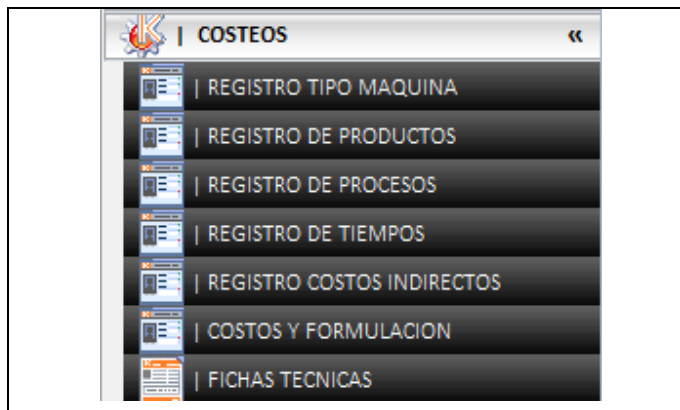 | COSTEOS «
| REGISTRO TIPO MAQUINA
| REGISTRO DE PRODUCTOS
| REGISTRO DE PROCESOS
| REGISTRO DE TIEMPOS
| REGISTRO COSTOS INDIRECTOS
| COSTOS Y FORMULACION
| FICHAS TECNICAS